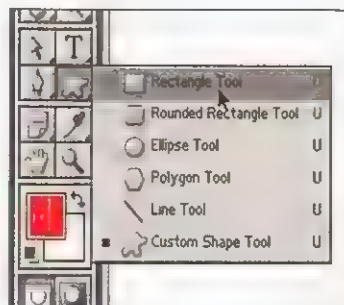 T
Rectangle Tool U
Rounded Rectangle Tool U
Ellipse Tool U
Polygon Tool U
Line Tool U
Custom Shape Tool U